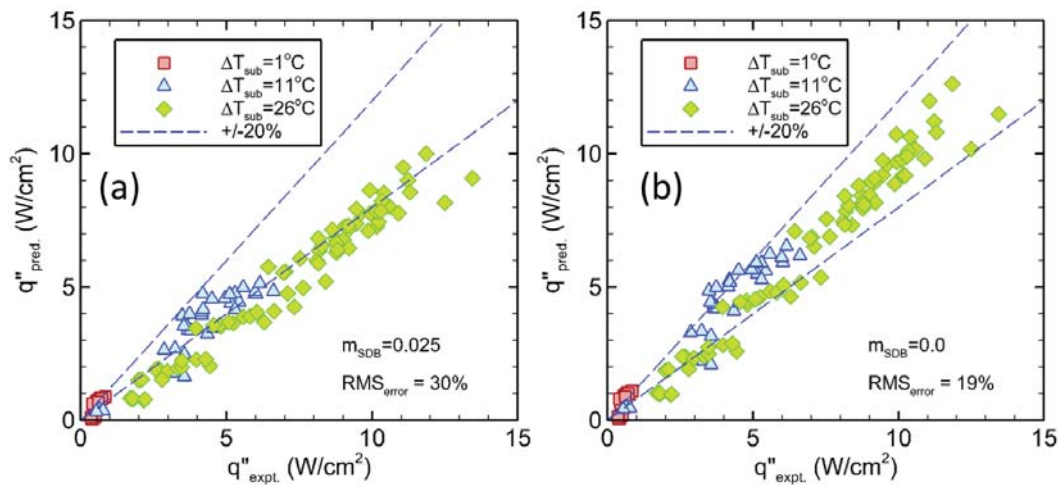 15
10
5
0
q"pred. (W/cm²)
ΔTsub=1°C
ΔTsub=11°C
ΔTsub=26°C
+/-20%
(a)
mSDB=0.025
RMSerror = 30%
0 5 10 15
q"expt. (W/cm²)
15
10
5
0
q"pred. (W/cm²)
ΔTsub=1°C
ΔTsub=11°C
ΔTsub=26°C
+/-20%
(b)
mSDB=0.0
RMSerror = 19%
0 5 10 15
q"expt. (W/cm²)